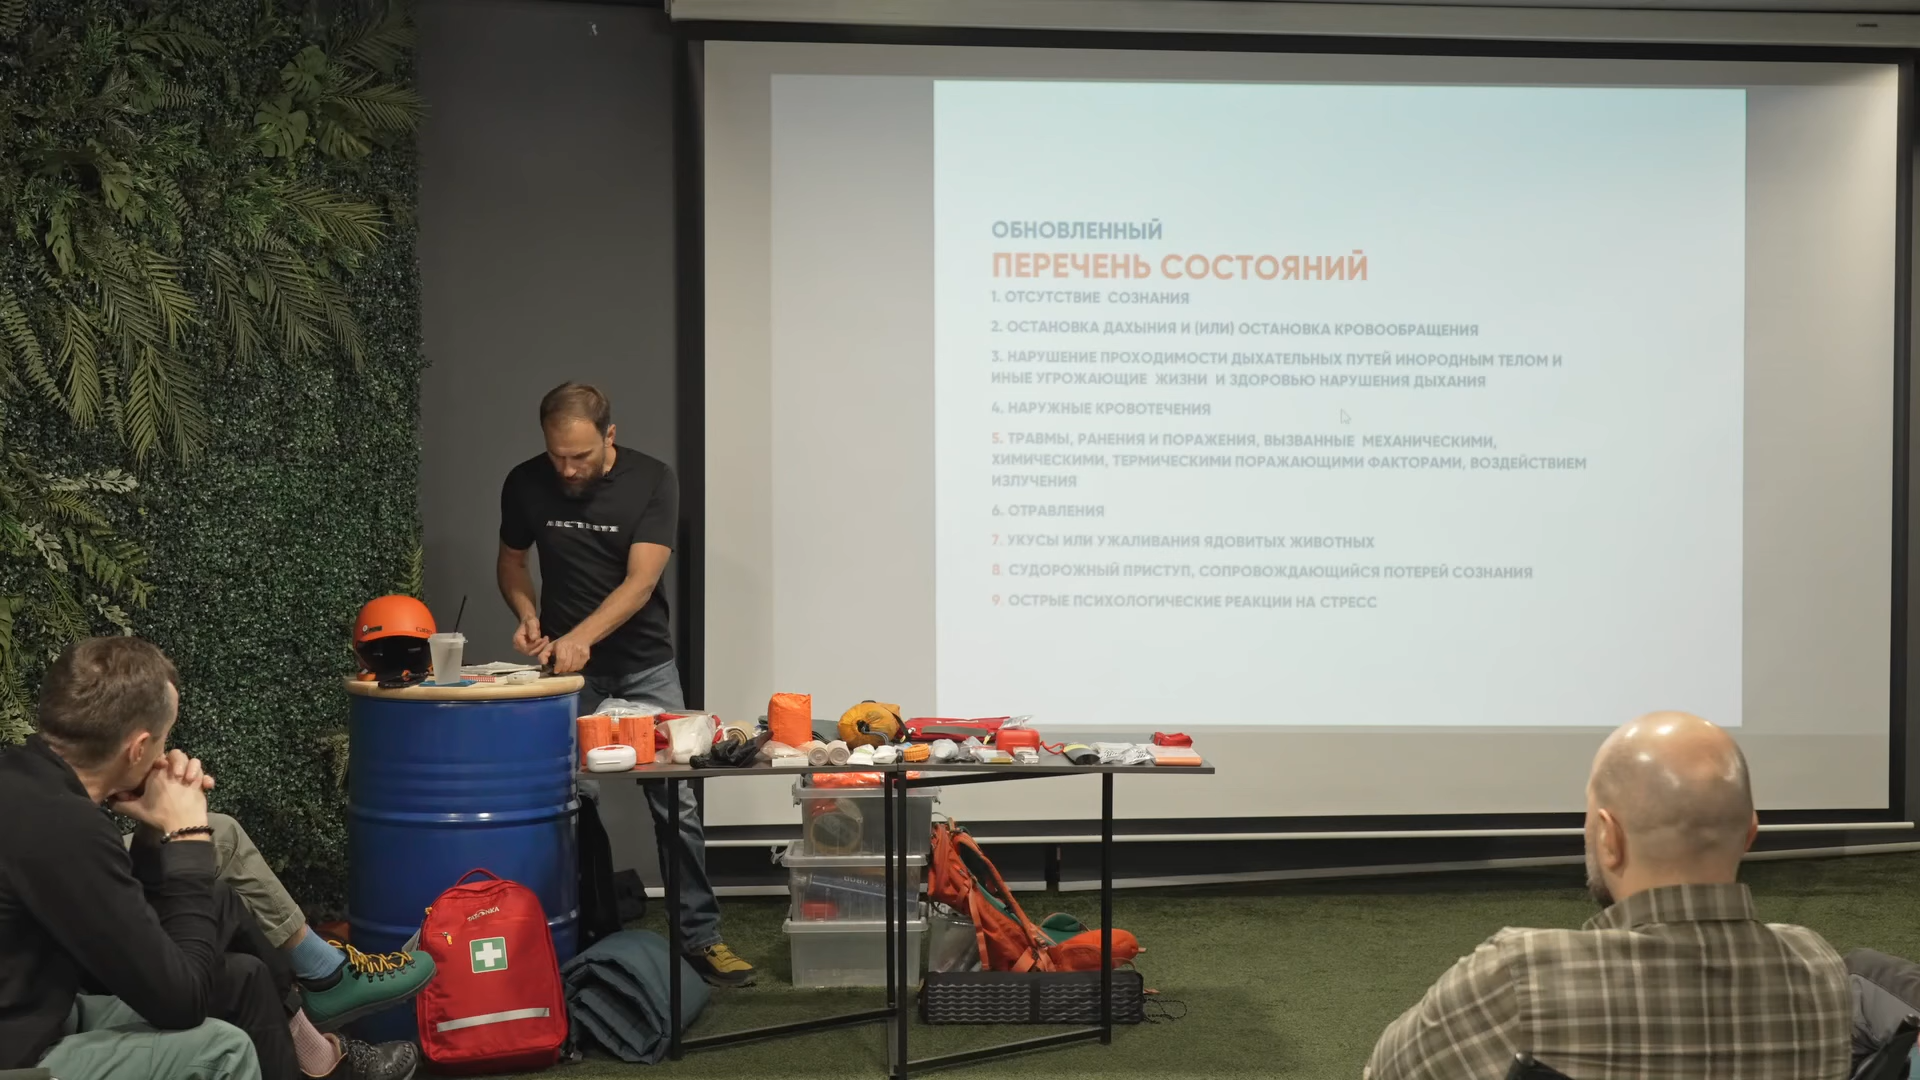 ОБНОВЛЕННЫЙ
ПЕРЕЧЕНЬ СОСТОЯНИЙ
1. ОТСУТСТВИЕ СОЗНАНИЯ
2. ОСТАНОВКА ДАХЫНИЯ И (ИЛИ) ОСТАНОВКА КРОВООБРАЩЕНИЯ
3. НАРУШЕНИЕ ПРОХОДИМОСТИ ДЫХАТЕЛЬНЫХ ПУТЕЙ ИНОРОДНЫМ ТЕЛОМ И
ИНЫЕ УГРОЖАЮЩИЕ ЖИЗНИ И ЗДОРОВЬЮ НАРУШЕНИЯ ДЫХАНИЯ
4. НАРУЖНЫЕ КРОВОТЕЧЕНИЯ
5. ТРАВМЫ, РАНЕНИЯ И ПОРАЖЕНИЯ, ВЫЗВАННЫЕ МЕХАНИЧЕСКИМИ,
ХИМИЧЕСКИМИ, ТЕРМИЧЕСКИМИ ПОРАЖАЮЩИМИ ФАКТОРАМИ, ВОЗДЕЙСТВИЕМ
ИЗЛУЧЕНИЯ
6. ОТРАВЛЕНИЯ
7. УКУСЫ ИЛИ УЖАЛИВАНИЯ ЯДОВИТЫХ ЖИВОТНЫХ
8. СУДОРОЖНЫЙ ПРИСТУП, СОПРОВОЖДАЮЩИЙСЯ ПОТЕРЕЙ СОЗНАНИЯ
9. ОСТРЫЕ ПСИХОЛОГИЧЕСКИЕ РЕАКЦИИ НА СТРЕСС
ARC'TERYX
TATONKA